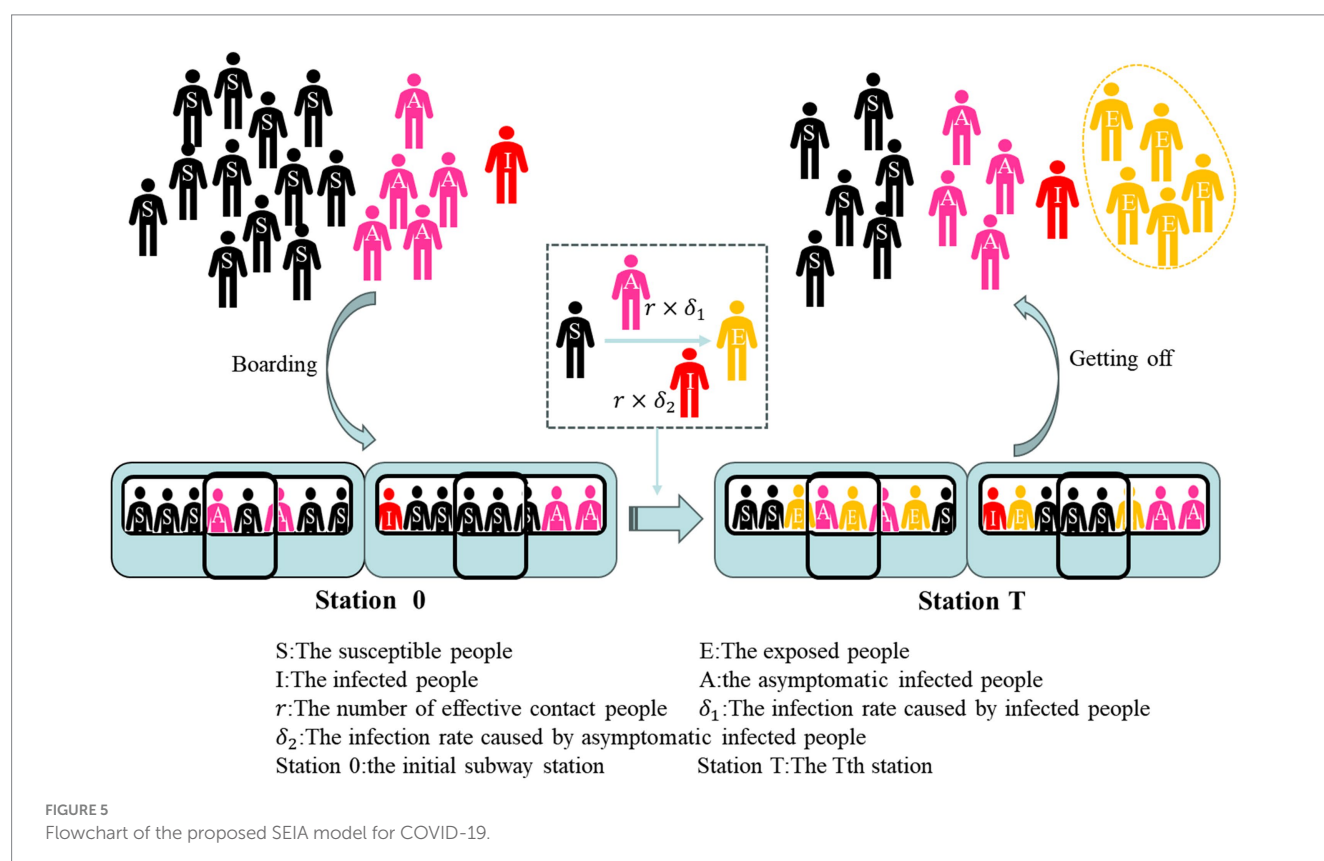 S S S S S S S S S S S S
A A A A A
I
S S S S S S
A A A A
I
E E E E E
Boarding
S
A
r × δ₁
E
I
r × δ₂
Getting off
S S S A S A S S
I S S S S S A A
S S E A E A E S
I E S S S E A A
Station 0
Station T
S:The susceptible people
E:The exposed people
I:The infected people
A:the asymptomatic infected people
r:The number of effective contact people
δ₁:The infection rate caused by infected people
δ₂:The infection rate caused by asymptomatic infected people
Station 0:the initial subway station
Station T:The Tth station
FIGURE 5
Flowchart of the proposed SEIA model for COVID-19.